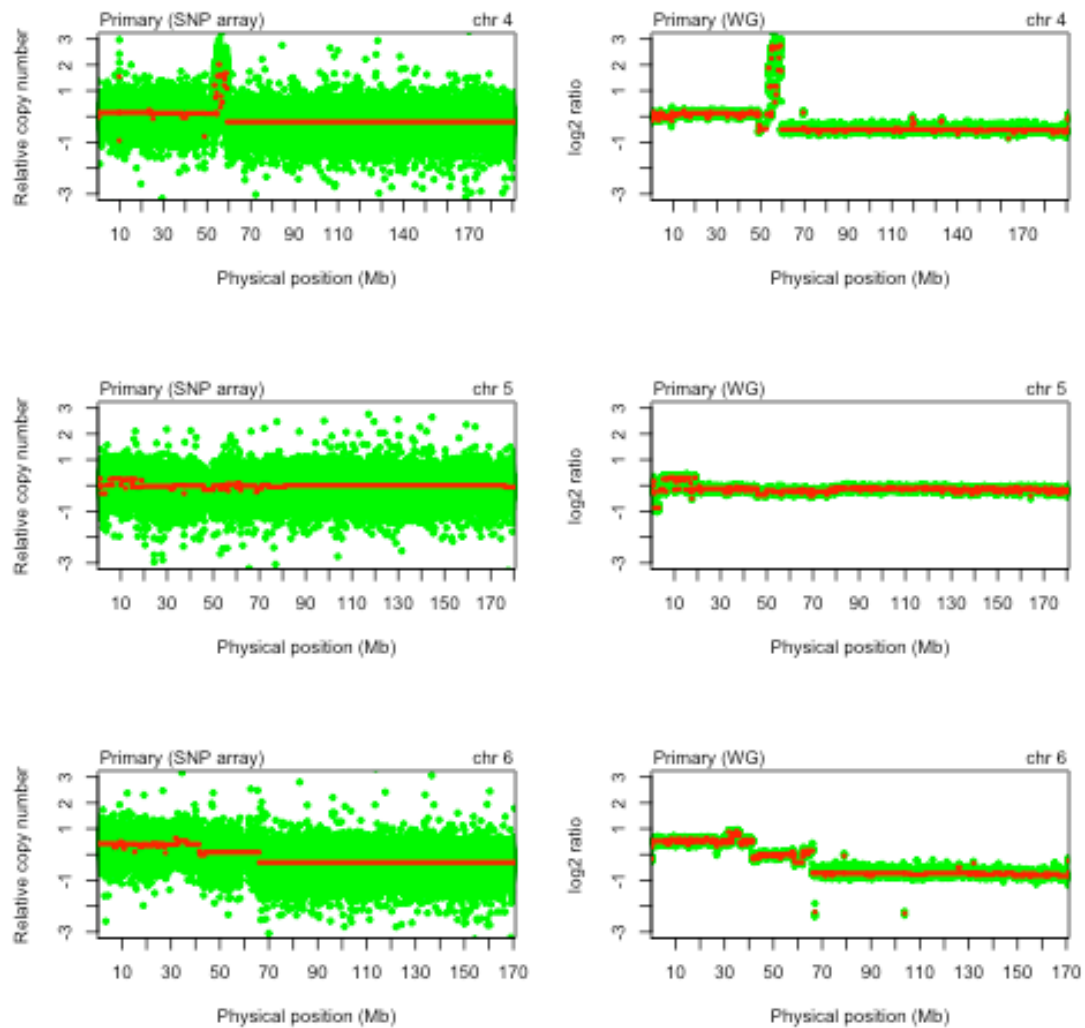 Primary (SNP array) chr 4
Relative copy number
3
2
1
-1
-3
10 30 50 70 90 110 140 170
Physical position (Mb)
Primary (WG) chr 4
log2 ratio
3
2
1
-1
-3
10 30 50 70 90 110 140 170
Physical position (Mb)
Primary (SNP array) chr 5
Relative copy number
3
2
1
-1
-3
10 30 50 70 90 110 130 150 170
Physical position (Mb)
Primary (WG) chr 5
log2 ratio
3
2
1
-1
-3
10 30 50 70 90 110 130 150 170
Physical position (Mb)
Primary (SNP array) chr 6
Relative copy number
3
2
1
-1
-3
10 30 50 70 90 110 130 150 170
Physical position (Mb)
Primary (WG) chr 6
log2 ratio
3
2
1
-1
-3
10 30 50 70 90 110 130 150 170
Physical position (Mb)